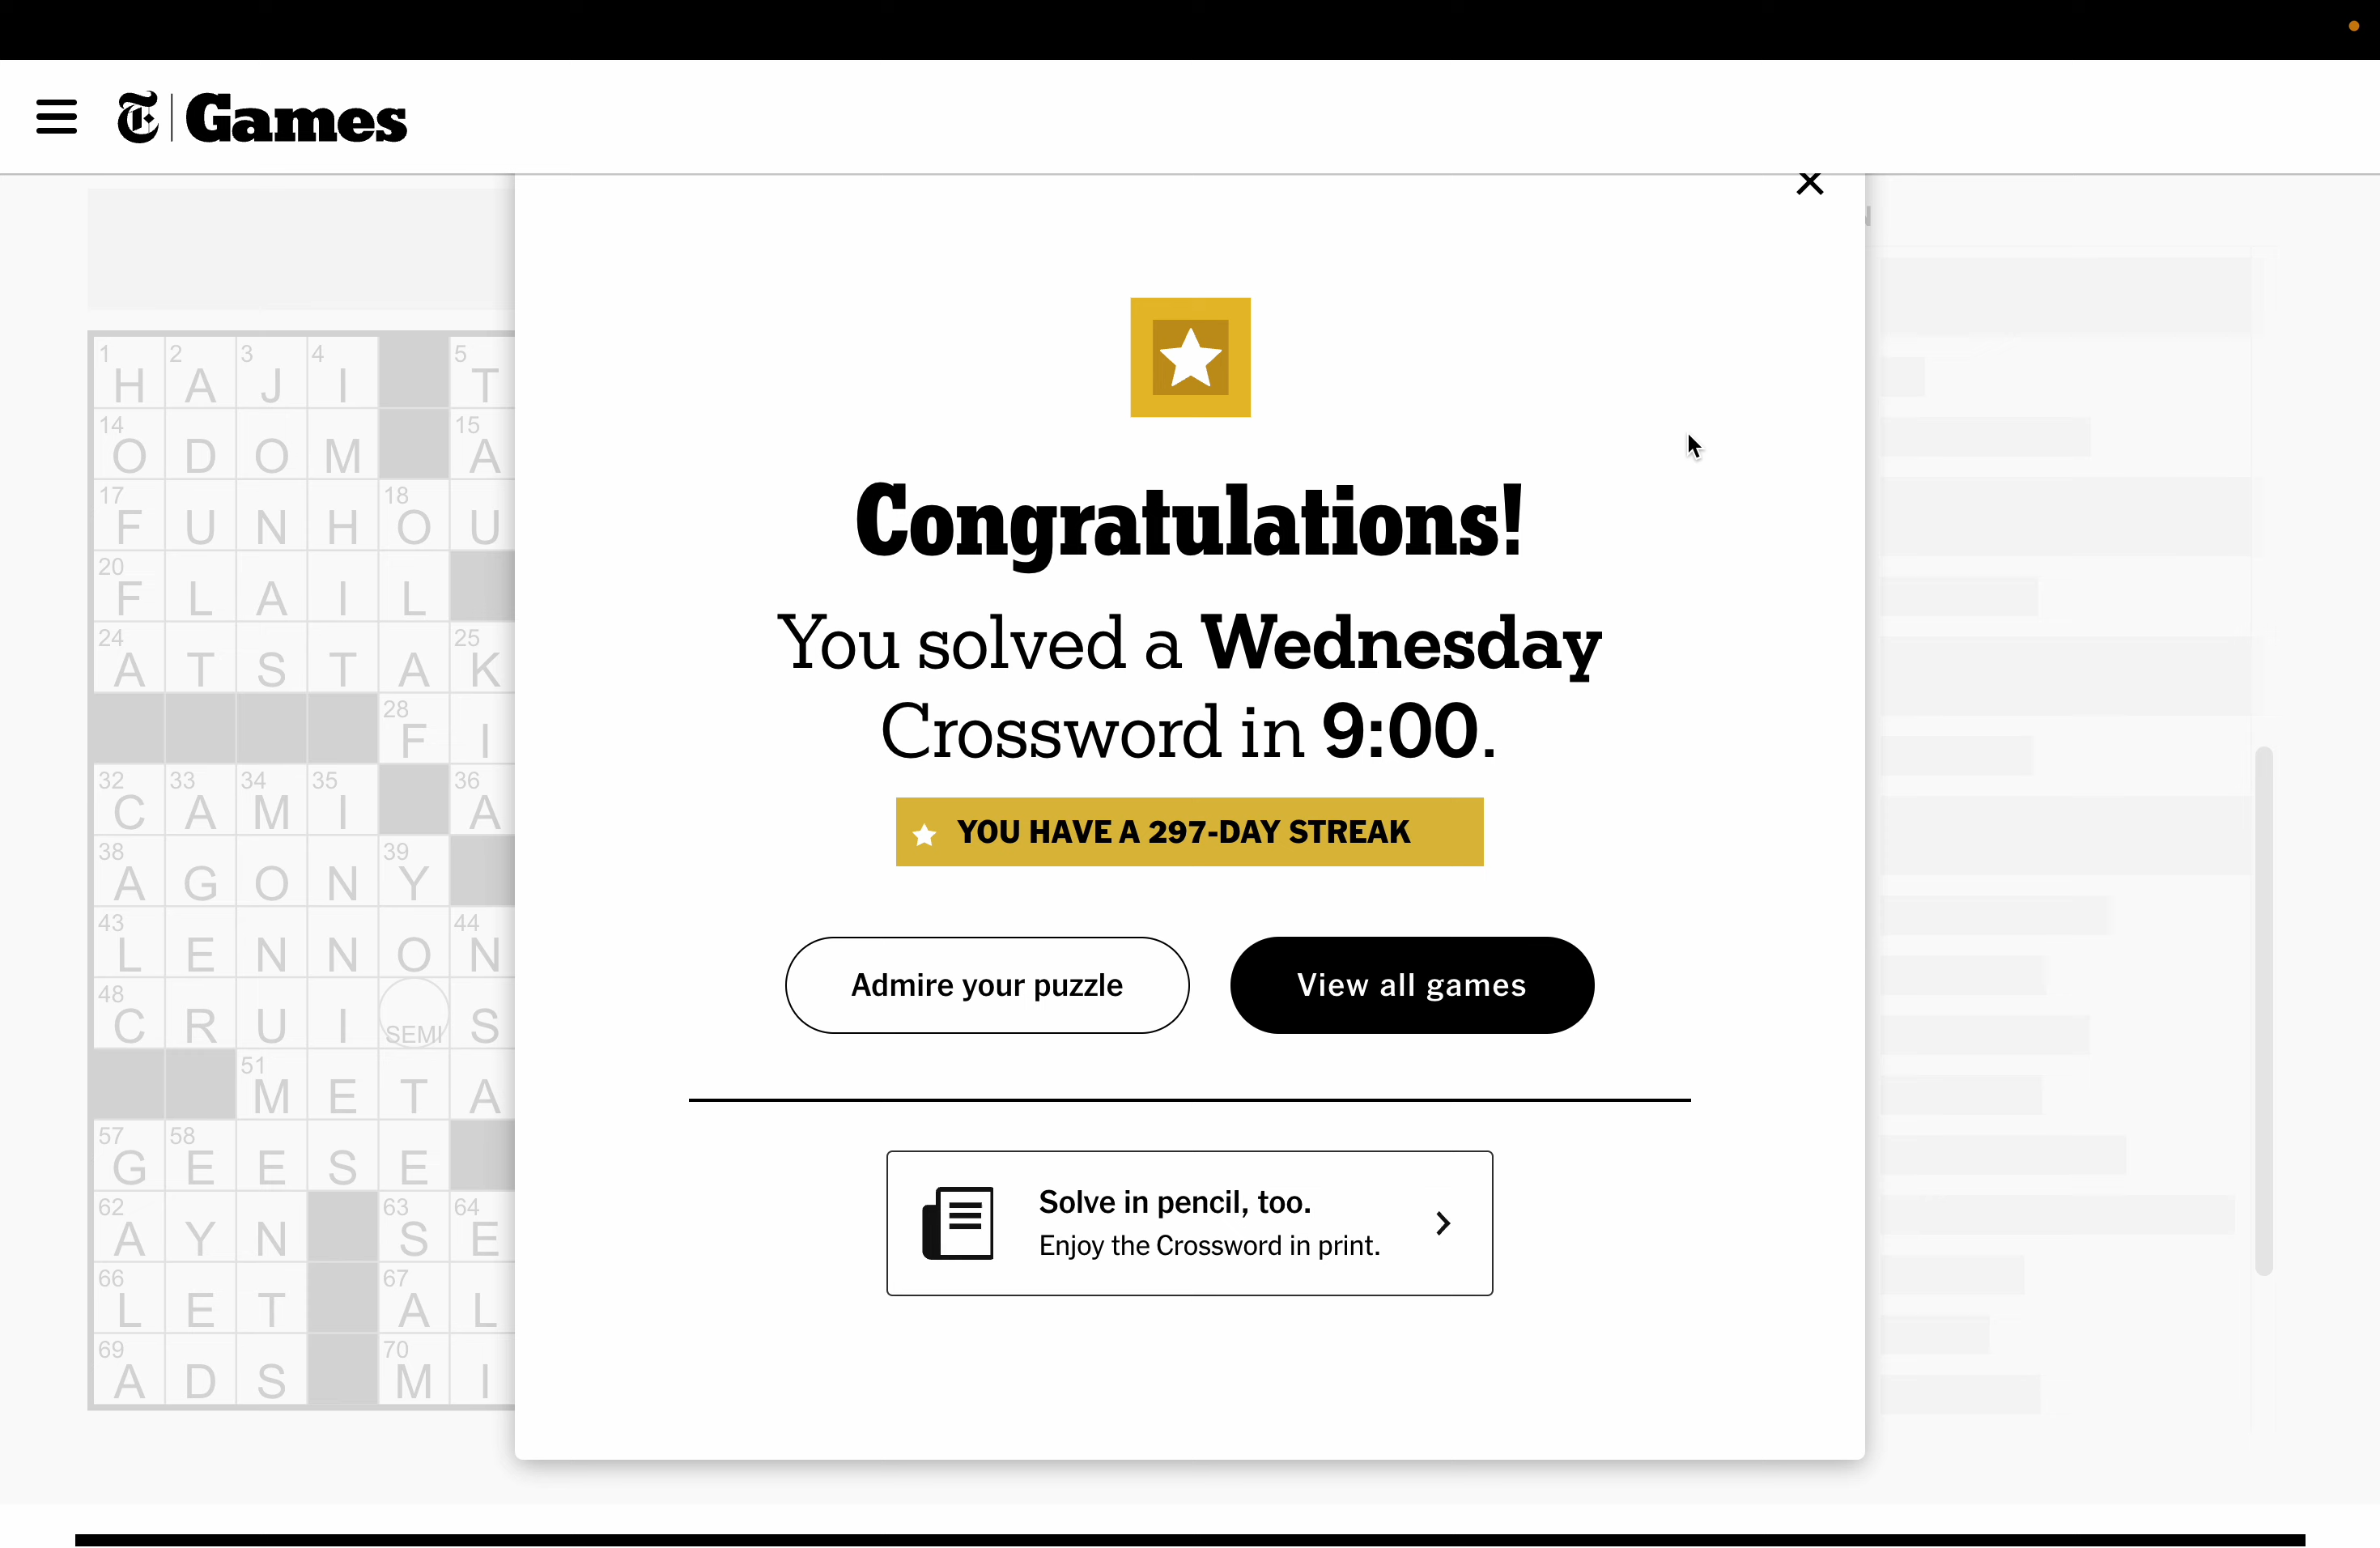 T Games
Congratulations!
You solved a Wednesday
Crossword in 9:00.
YOU HAVE A 297-DAY STREAK
Admire your puzzle
View all games
Solve in pencil, too.
Enjoy the Crossword in print.
1 H 2 A 3 J 4 I 5 T
14 O D O M 15 A
17 F U N H 18 O U
20 F L A I L
24 A T S T A 25 K
28 F I
32 C 33 A 34 M 35 I 36 A
38 A G O N 39 Y
43 L E N N O 44 N
48 C R U I SEMI S
51 M E T A
57 G 58 E E S E
62 A Y N 63 S 64 E
66 L E T 67 A L
69 A D S 70 M I